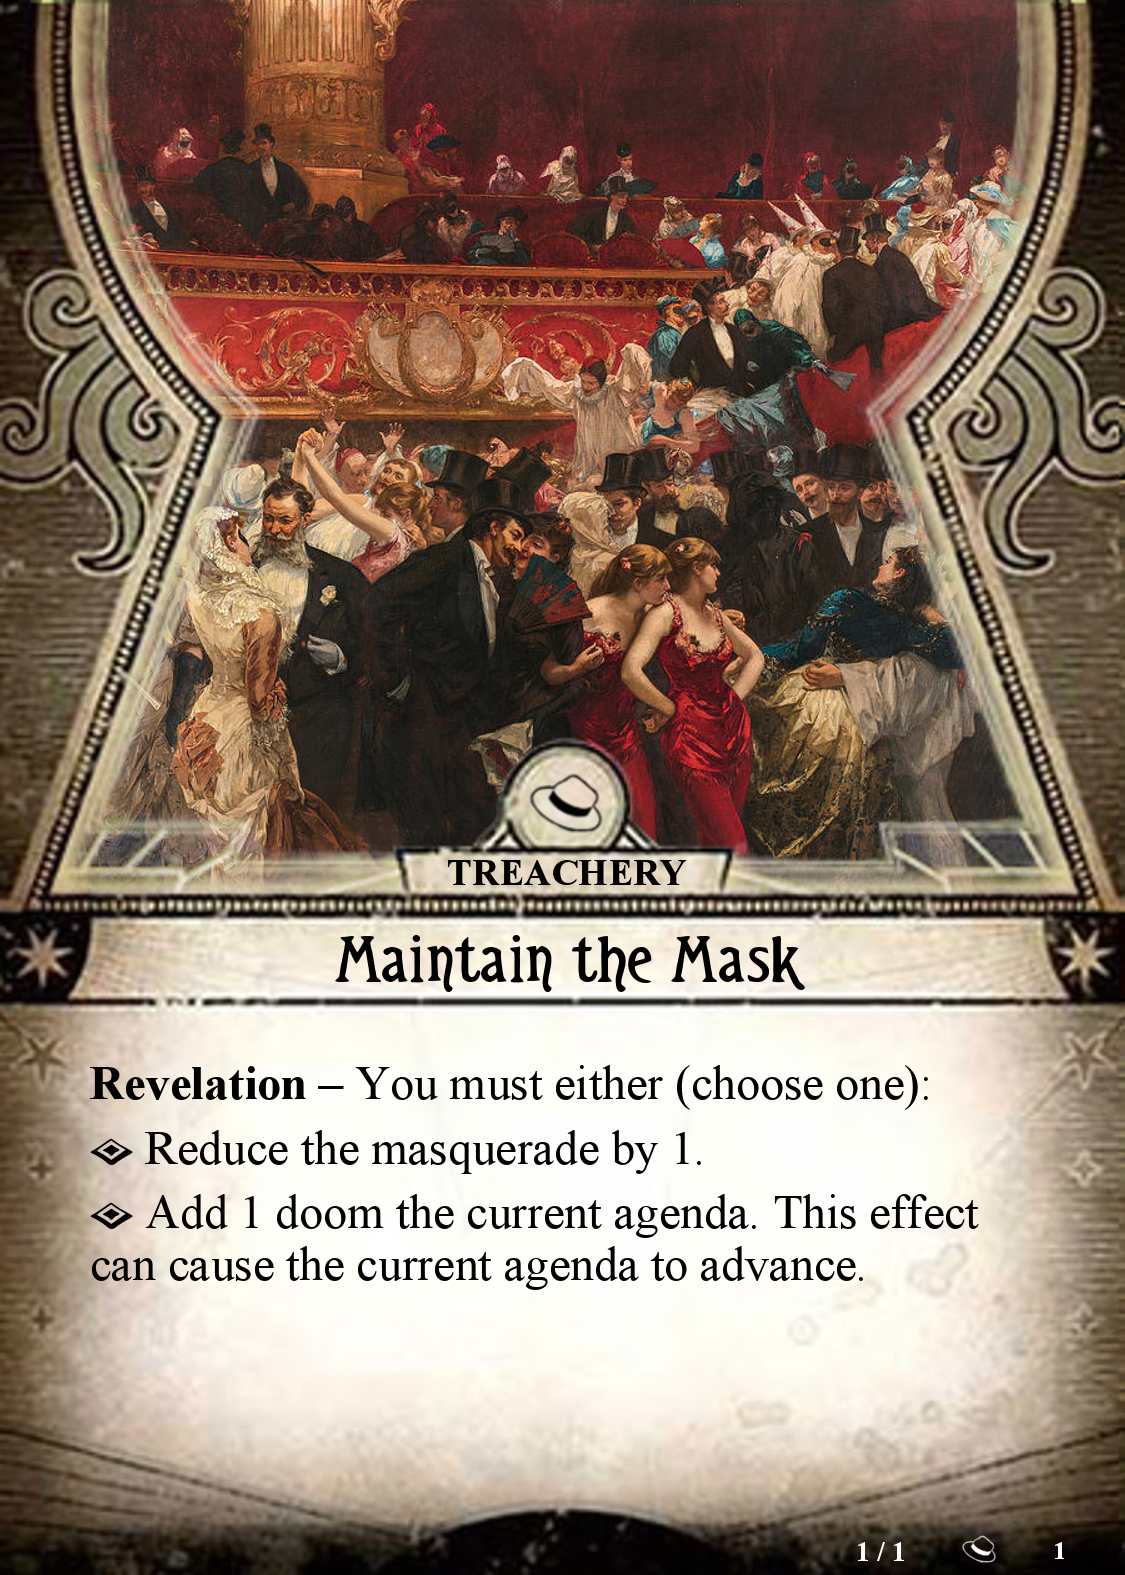 TREACHERY
Maintain the Mask
Revelation – You must either (choose one):
Reduce the masquerade by 1.
Add 1 doom the current agenda. This effect
can cause the current agenda to advance.
1 / 1 1